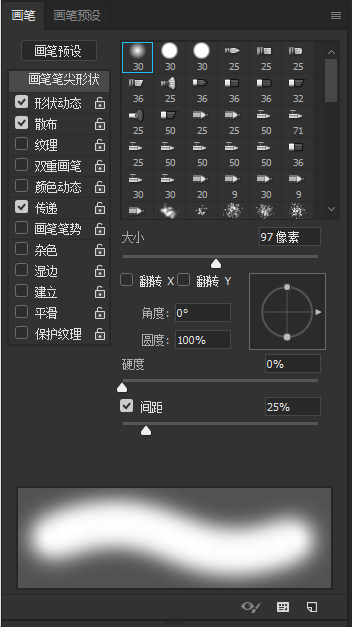 画笔 画笔预设
画笔预设
画笔笔尖形状
形状动态
散布
纹理
双重画笔
颜色动态
传递
画笔笔势
杂色
湿边
建立
平滑
保护纹理
30 30 30 25 25 25
36 25 36 36 36 32
25 50 25 25 50 71
25 50 50 50 50 36
30 30 20 9 30 9
大小 97 像素
翻转 X 翻转 Y
角度: 0°
圆度: 100%
硬度 0%
间距 25%